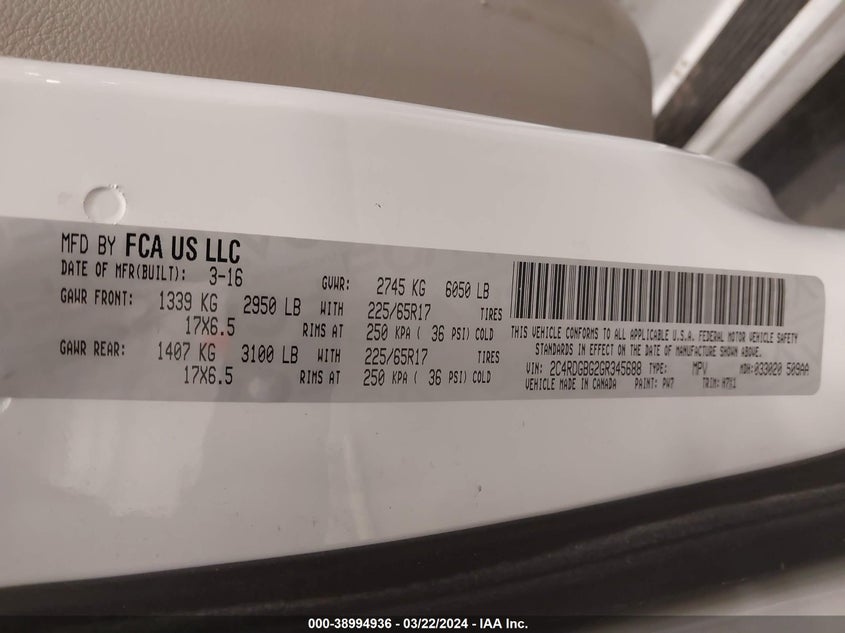 MFD BY FCA US LLC
DATE OF MFR(BUILT): 3-16 GVWR: 2745 KG 6050 LB
GAWR FRONT: 1339 KG 2950 LB WITH 225/65R17 TIRES
17X6.5 RIMS AT 250 KPA ( 36 PSI) COLD
GAWR REAR: 1407 KG 3100 LB WITH 225/65R17 TIRES
17X6.5 RIMS AT 250 KPA ( 36 PSI) COLD
THIS VEHICLE CONFORMS TO ALL APPLICABLE U.S.A. FEDERAL MOTOR VEHICLE SAFETY
STANDARDS IN EFFECT ON THE DATE OF MANUFACTURE SHOWN ABOVE.
VIN: 2C4RDGBG2GR345688 TYPE: MPV MDH: 033020 509AA
VEHICLE MADE IN CANADA PAINT: PW7 TRIM: H7X1
000-38994936 - 03/22/2024 - IAA Inc.